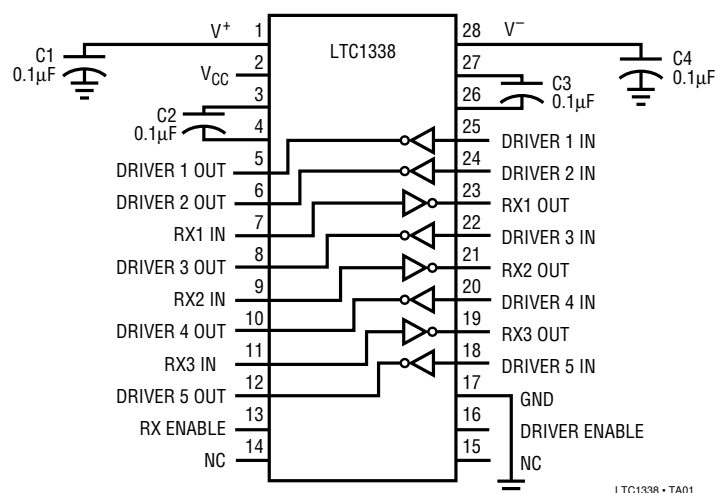 V+ 1 28 V−
C1
0.1µF
LTC1338
C4
0.1µF
VCC 2 27
3 26
C3
0.1µF
C2
0.1µF
4 25 DRIVER 1 IN
DRIVER 1 OUT 5 24 DRIVER 2 IN
DRIVER 2 OUT 6 23 RX1 OUT
RX1 IN 7 22 DRIVER 3 IN
DRIVER 3 OUT 8 21 RX2 OUT
RX2 IN 9 20 DRIVER 4 IN
DRIVER 4 OUT 10 19 RX3 OUT
RX3 IN 11 18 DRIVER 5 IN
DRIVER 5 OUT 12 17 GND
RX ENABLE 13 16 DRIVER ENABLE
NC 14 15 NC
LTC1338 • TA01